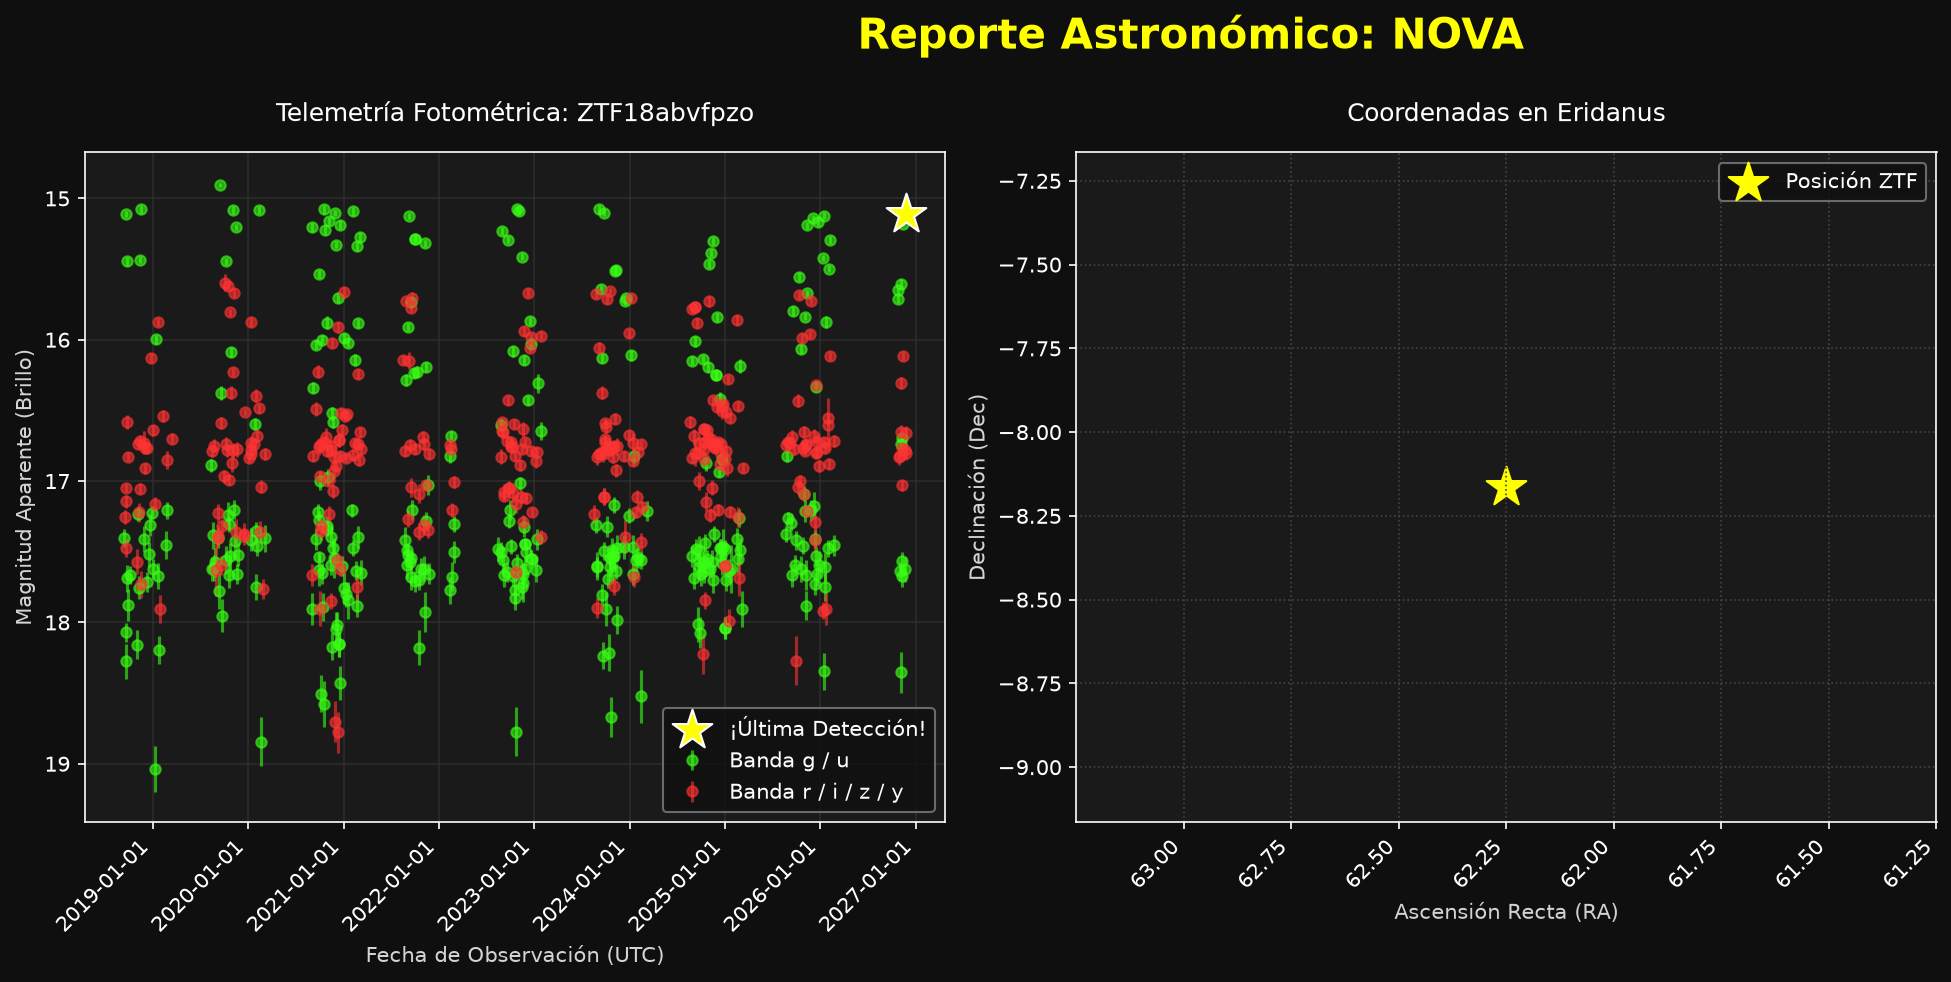 Reporte Astronómico: NOVA
Telemetría Fotométrica: ZTF18abvfpzo
Magnitud Aparente (Brillo)
15
16
17
18
19
¡Última Detección!
Banda g / u
Banda r / i / z / y
2019-01-01
2020-01-01
2021-01-01
2022-01-01
2023-01-01
2024-01-01
2025-01-01
2026-01-01
2027-01-01
Fecha de Observación (UTC)
Coordenadas en Eridanus
Declinación (Dec)
−7.25
−7.50
−7.75
−8.00
−8.25
−8.50
−8.75
−9.00
Posición ZTF
63.00
62.75
62.50
62.25
62.00
61.75
61.50
61.25
Ascensión Recta (RA)